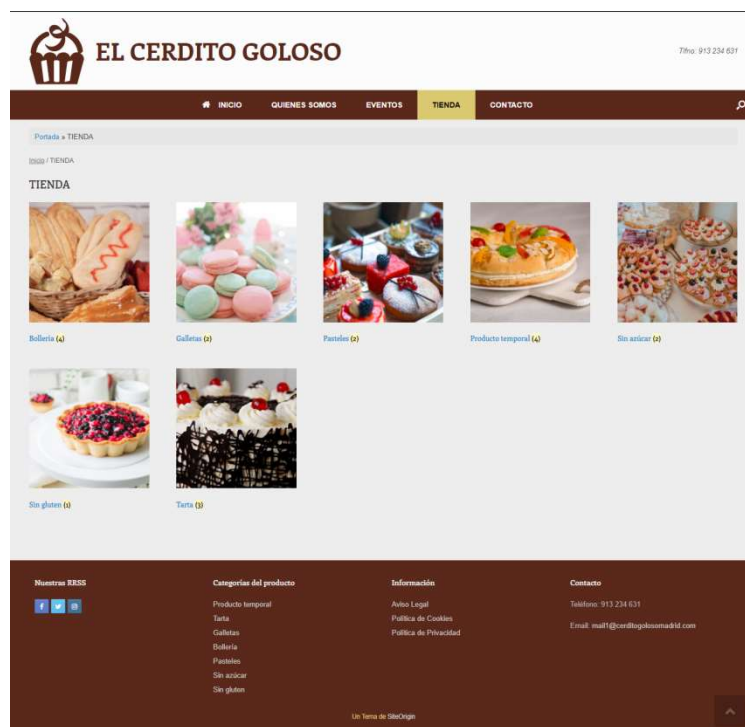 EL CERDITO GOLOSO
Tlfno: 913 234 631
INICIO QUIENES SOMOS EVENTOS TIENDA CONTACTO
Portada » TIENDA
Inicio / TIENDA
TIENDA
Bollería (4) Galletas (2) Pasteles (2) Producto temporal (4) Sin azúcar (2)
Sin gluten (1) Tarta (3)
Nuestras RRSS
Categorías del producto
Producto temporal
Tarta
Galletas
Bollería
Pasteles
Sin azúcar
Sin gluten
Información
Aviso Legal
Política de Cookies
Política de Privacidad
Contacto
Teléfono: 913 234 631
Email: mail1@cerditogolosomadrid.com
Un Tema de SiteOrigin